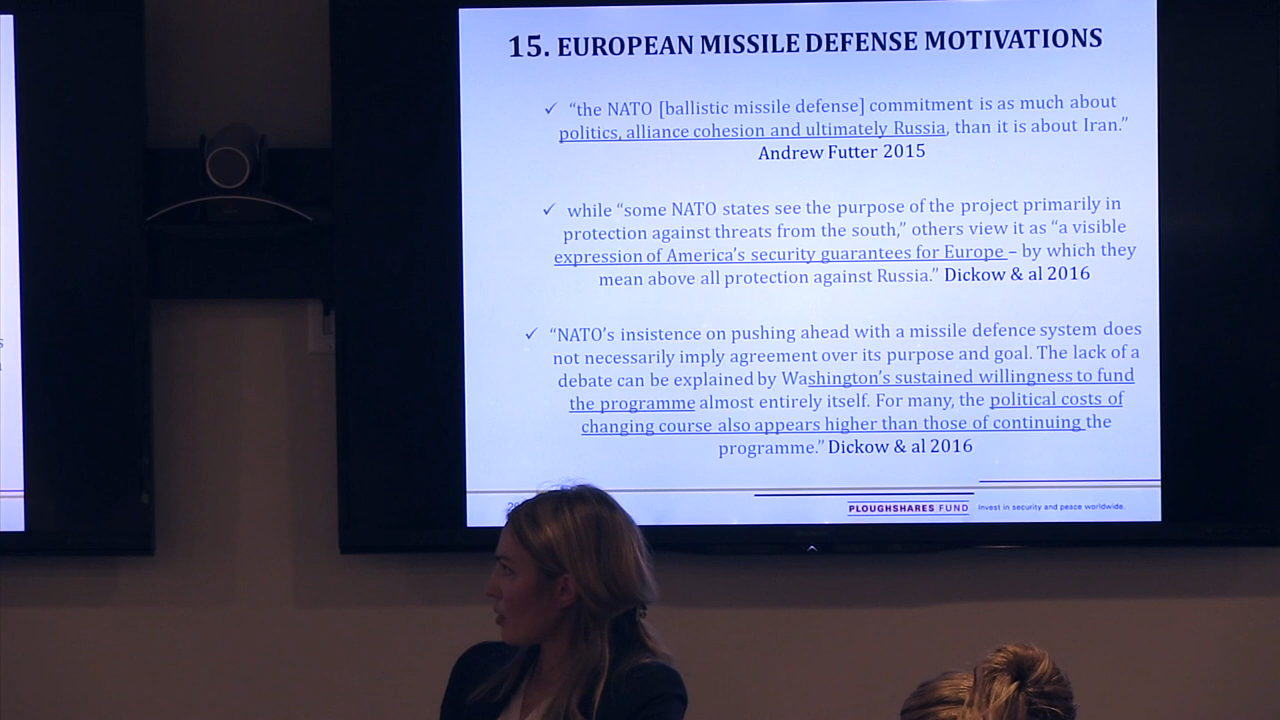 15. EUROPEAN MISSILE DEFENSE MOTIVATIONS
✓ “the NATO [ballistic missile defense] commitment is as much about
politics, alliance cohesion and ultimately Russia, than it is about Iran.”
Andrew Futter 2015
✓ while “some NATO states see the purpose of the project primarily in
protection against threats from the south,” others view it as “a visible
expression of America’s security guarantees for Europe – by which they
mean above all protection against Russia.” Dickow & al 2016
✓ “NATO’s insistence on pushing ahead with a missile defence system does
not necessarily imply agreement over its purpose and goal. The lack of a
debate can be explained by Washington’s sustained willingness to fund
the programme almost entirely itself. For many, the political costs of
changing course also appears higher than those of continuing the
programme.” Dickow & al 2016
PLOUGHSHARES FUND Invest in security and peace worldwide.